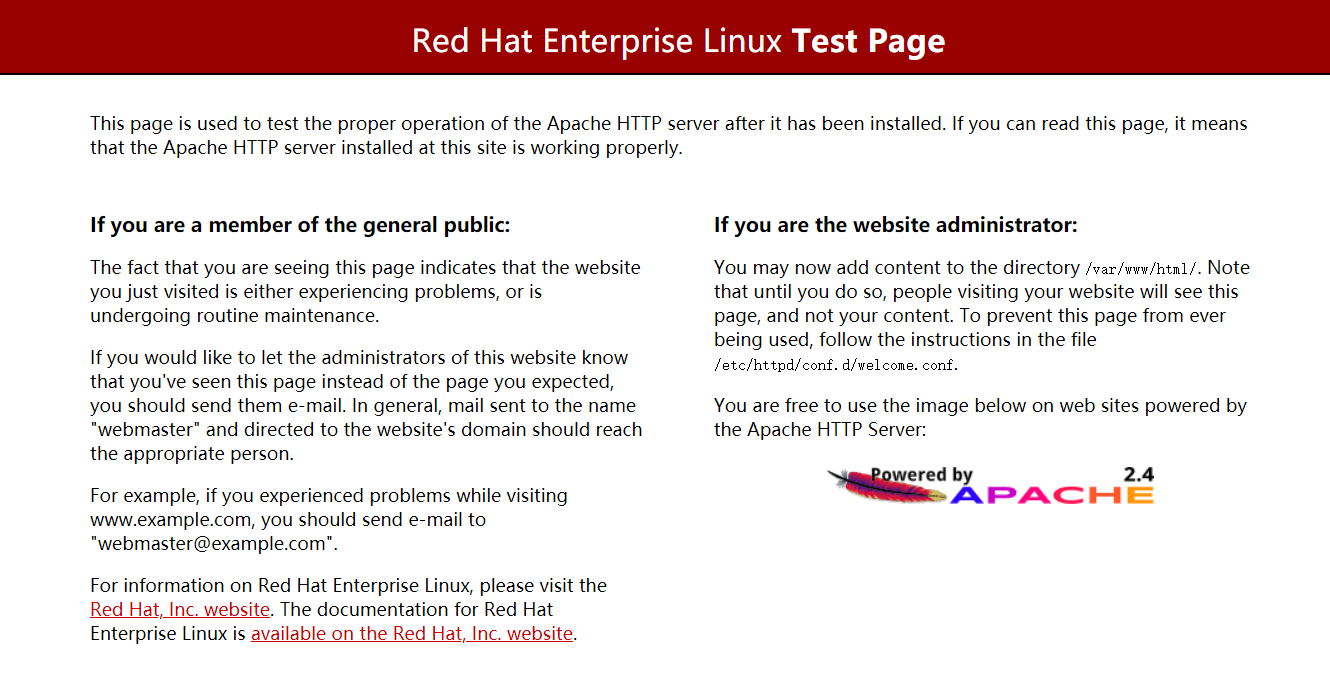 Red Hat Enterprise Linux Test Page
This page is used to test the proper operation of the Apache HTTP server after it has been installed. If you can read this page, it means
that the Apache HTTP server installed at this site is working properly.
If you are a member of the general public:
The fact that you are seeing this page indicates that the website
you just visited is either experiencing problems, or is
undergoing routine maintenance.
If you would like to let the administrators of this website know
that you've seen this page instead of the page you expected,
you should send them e-mail. In general, mail sent to the name
"webmaster" and directed to the website's domain should reach
the appropriate person.
For example, if you experienced problems while visiting
www.example.com, you should send e-mail to
"webmaster@example.com".
For information on Red Hat Enterprise Linux, please visit the
Red Hat, Inc. website. The documentation for Red Hat
Enterprise Linux is available on the Red Hat, Inc. website.
If you are the website administrator:
You may now add content to the directory /var/www/html/. Note
that until you do so, people visiting your website will see this
page, and not your content. To prevent this page from ever
being used, follow the instructions in the file
/etc/httpd/conf.d/welcome.conf.
You are free to use the image below on web sites powered by
the Apache HTTP Server:
Powered by 2.4
APACHE